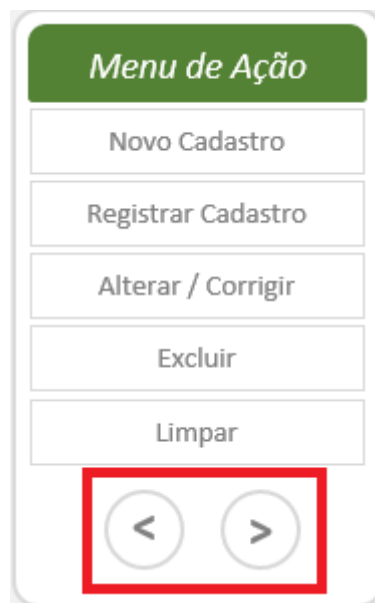 Menu de Ação
Novo Cadastro
Registrar Cadastro
Alterar / Corrigir
Excluir
Limpar
< >